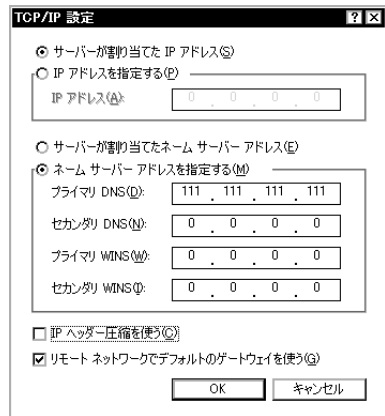 TCP/IP 設定
サーバーが割り当てた IP アドレス(S)
IP アドレスを指定する(P)
IP アドレス(A): 0 . 0 . 0 . 0
サーバーが割り当てたネーム サーバー アドレス(E)
ネーム サーバー アドレスを指定する(M)
プライマリ DNS(D): 111 . 111 . 111 . 111
セカンダリ DNS(N): 0 . 0 . 0 . 0
プライマリ WINS(W): 0 . 0 . 0 . 0
セカンダリ WINS(I): 0 . 0 . 0 . 0
IP ヘッダー圧縮を使う(C)
リモート ネットワークでデフォルトのゲートウェイを使う(G)
OK キャンセル